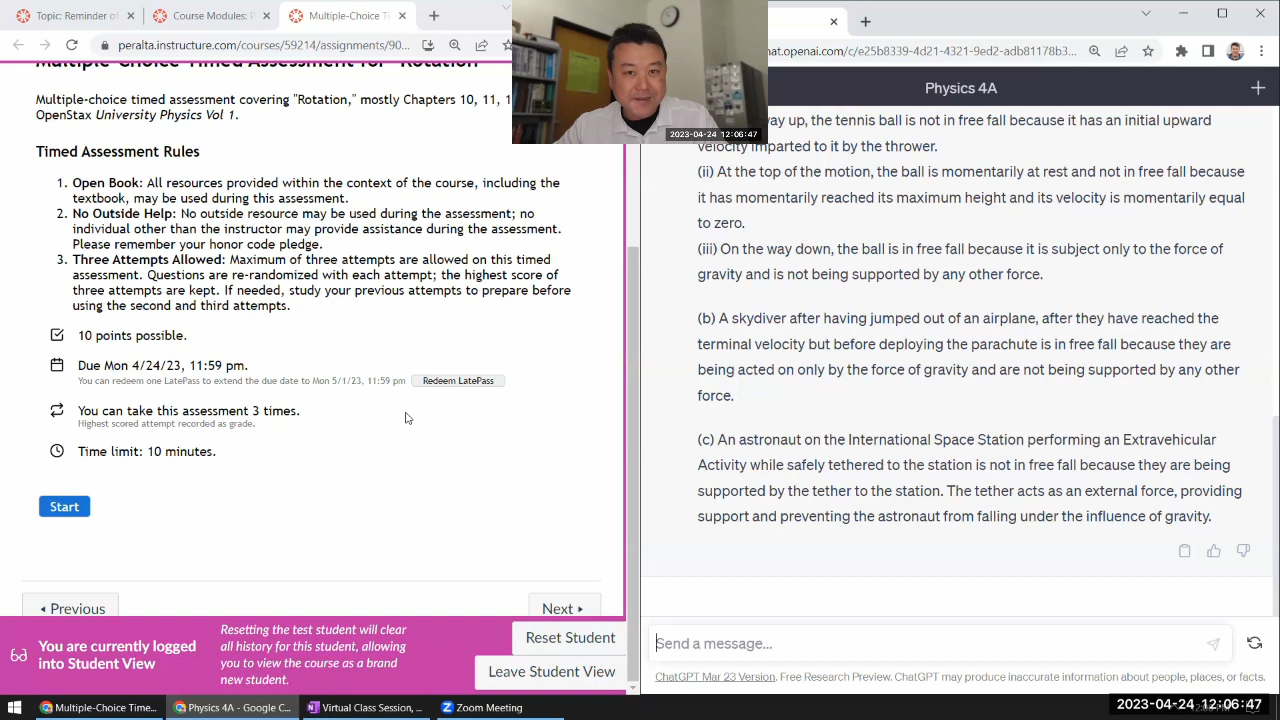 Topic: Reminder of
Course Modules: P
Multiple-Choice T
peralta.instructure.com/courses/59214/assignments/90...
hat.openai.com/c/e25b8339-4d21-4321-9ed2-adb81178b3...
Multiple-Choice Timed Assessment for "Rotation"
Multiple-choice timed assessment covering "Rotation," mostly Chapters 10, 11, 1
OpenStax University Physics Vol 1.
Timed Assessment Rules
1. Open Book: All resources provided within the context of the course, including the
textbook, may be used during this assessment.
2. No Outside Help: No outside resource may be used during the assessment; no
individual other than the instructor may provide assistance during the assessment.
Please remember your honor code pledge.
3. Three Attempts Allowed: Maximum of three attempts are allowed on this timed
assessment. Questions are re-randomized with each attempt; the highest score of
three attempts are kept. If needed, study your previous attempts to prepare before
using the second and third attempts.
10 points possible.
Due Mon 4/24/23, 11:59 pm.
You can redeem one LatePass to extend the due date to Mon 5/1/23, 11:59 pm
Redeem LatePass
You can take this assessment 3 times.
Highest scored attempt recorded as grade.
Time limit: 10 minutes.
Start
Previous
Next
You are currently logged
into Student View
Resetting the test student will clear
all history for this student, allowing
you to view the course as a brand
new student.
Reset Student
Leave Student View
2023-04-24 12:06:47
Physics 4A
way up, the tennis ball is not in free fall because it has an initial upward
velocity imparted to it by the thrower.
(ii) At the top of the motion, the ball is momentarily at rest and not in free fall because
it has momentarily reached its maximum height and its velocity is momentarily equal
to zero.
(iii) On the way down, the ball is in free fall because it is subject only to the force of
gravity and is not being supported by any other force.
(b) A skydiver after having jumped out of an airplane, after they have reached the
terminal velocity but before deploying the parachute is in free fall because they are
being acted on only by the force of gravity and are not being supported by any other
force.
(c) An astronaut on the International Space Station performing an Extravehicular
Activity while safely tethered to the station is not in free fall because they are being
supported by the tether to the station. The tether acts as an external force, providing
support and preventing the astronaut from falling under the influence of gravity.
Send a message...
ChatGPT Mar 23 Version. Free Research Preview. ChatGPT may produce inaccurate information about people, places, or facts.
Multiple-Choice Time...
Physics 4A - Google C...
Virtual Class Session, ...
Zoom Meeting
2023-04-24 12:06:47